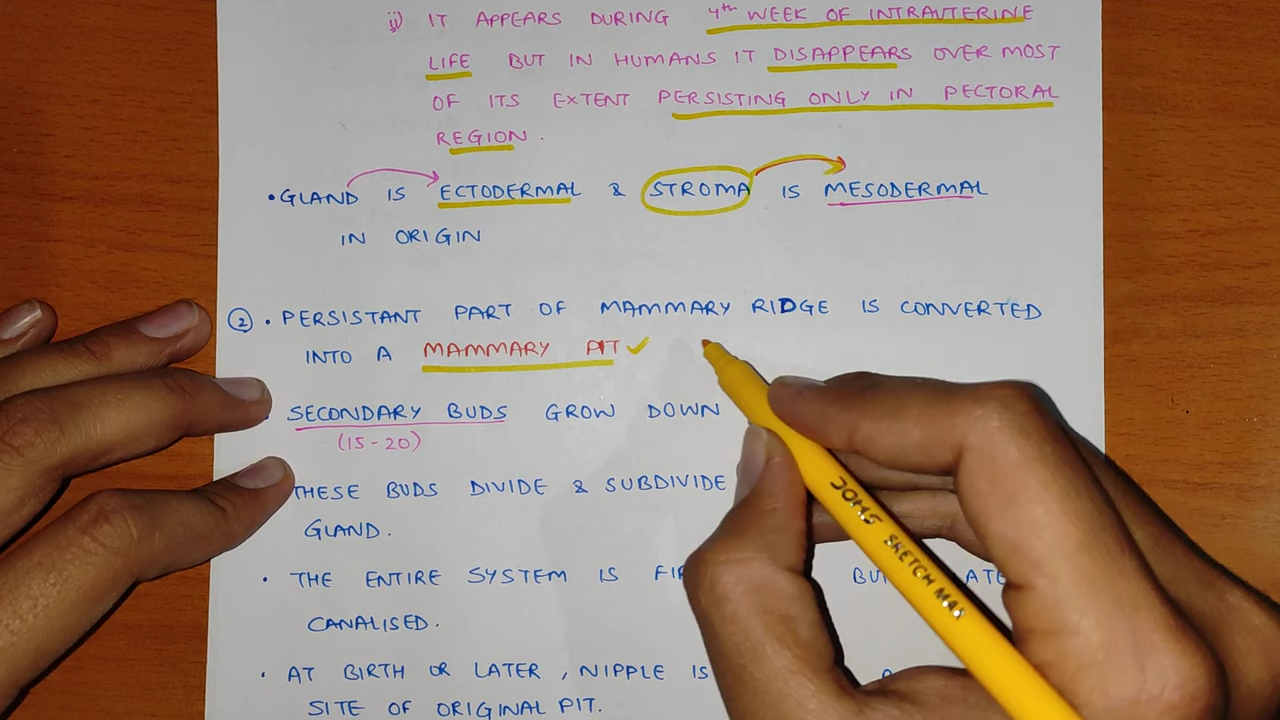 ii) IT APPEARS DURING 4th WEEK OF INTRAUTERINE
LIFE BUT IN HUMANS IT DISAPPEARS OVER MOST
OF ITS EXTENT PERSISTING ONLY IN PECTORAL
REGION.
• GLAND IS ECTODERMAL & STROMA IS MESODERMAL
IN ORIGIN
② • PERSISTANT PART OF MAMMARY RIDGE IS CONVERTED
INTO A MAMMARY PIT ✓
SECONDARY BUDS GROW DOWN
(15-20)
THESE BUDS DIVIDE & SUBDIVIDE
GLAND.
• THE ENTIRE SYSTEM IS
CANALISED.
• AT BIRTH OR LATER, NIPPLE IS
SITE OF ORIGINAL PIT.
JOMS SKETCH MAN